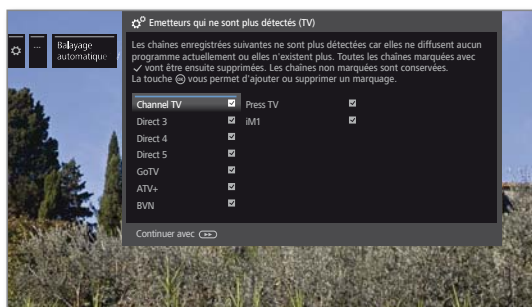 Emetteurs qui ne sont plus détectés (TV)
...
Balayage
automatique
Les chaînes enregistrées suivantes ne sont plus détectées car elles ne diffusent aucun
programme actuellement ou elles n'existent plus. Toutes les chaînes marquées avec
✓ vont être ensuite supprimées. Les chaînes non marquées sont conservées.
La touche OK vous permet d'ajouter ou supprimer un marquage.
Channel TV
Press TV
Direct 3
iM1
Direct 4
Direct 5
GoTV
ATV+
BVN
Continuer avec